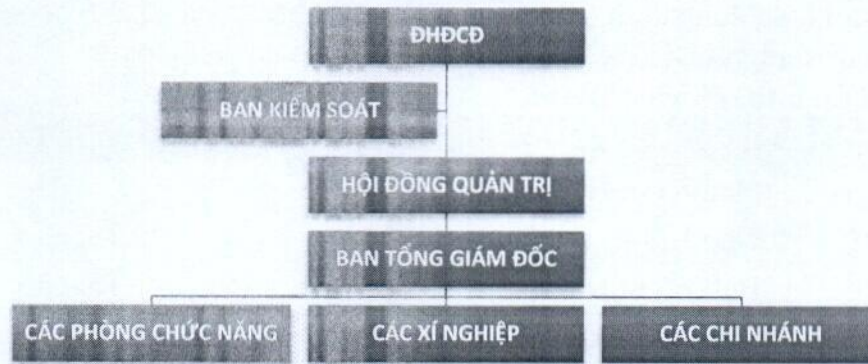 ĐHĐCĐ
BAN KIỂM SOÁT
HỘI ĐỒNG QUẢN TRỊ
BAN TỔNG GIÁM ĐỐC
CÁC PHÒNG CHỨC NĂNG
CÁC XÍ NGHIỆP
CÁC CHI NHÁNH